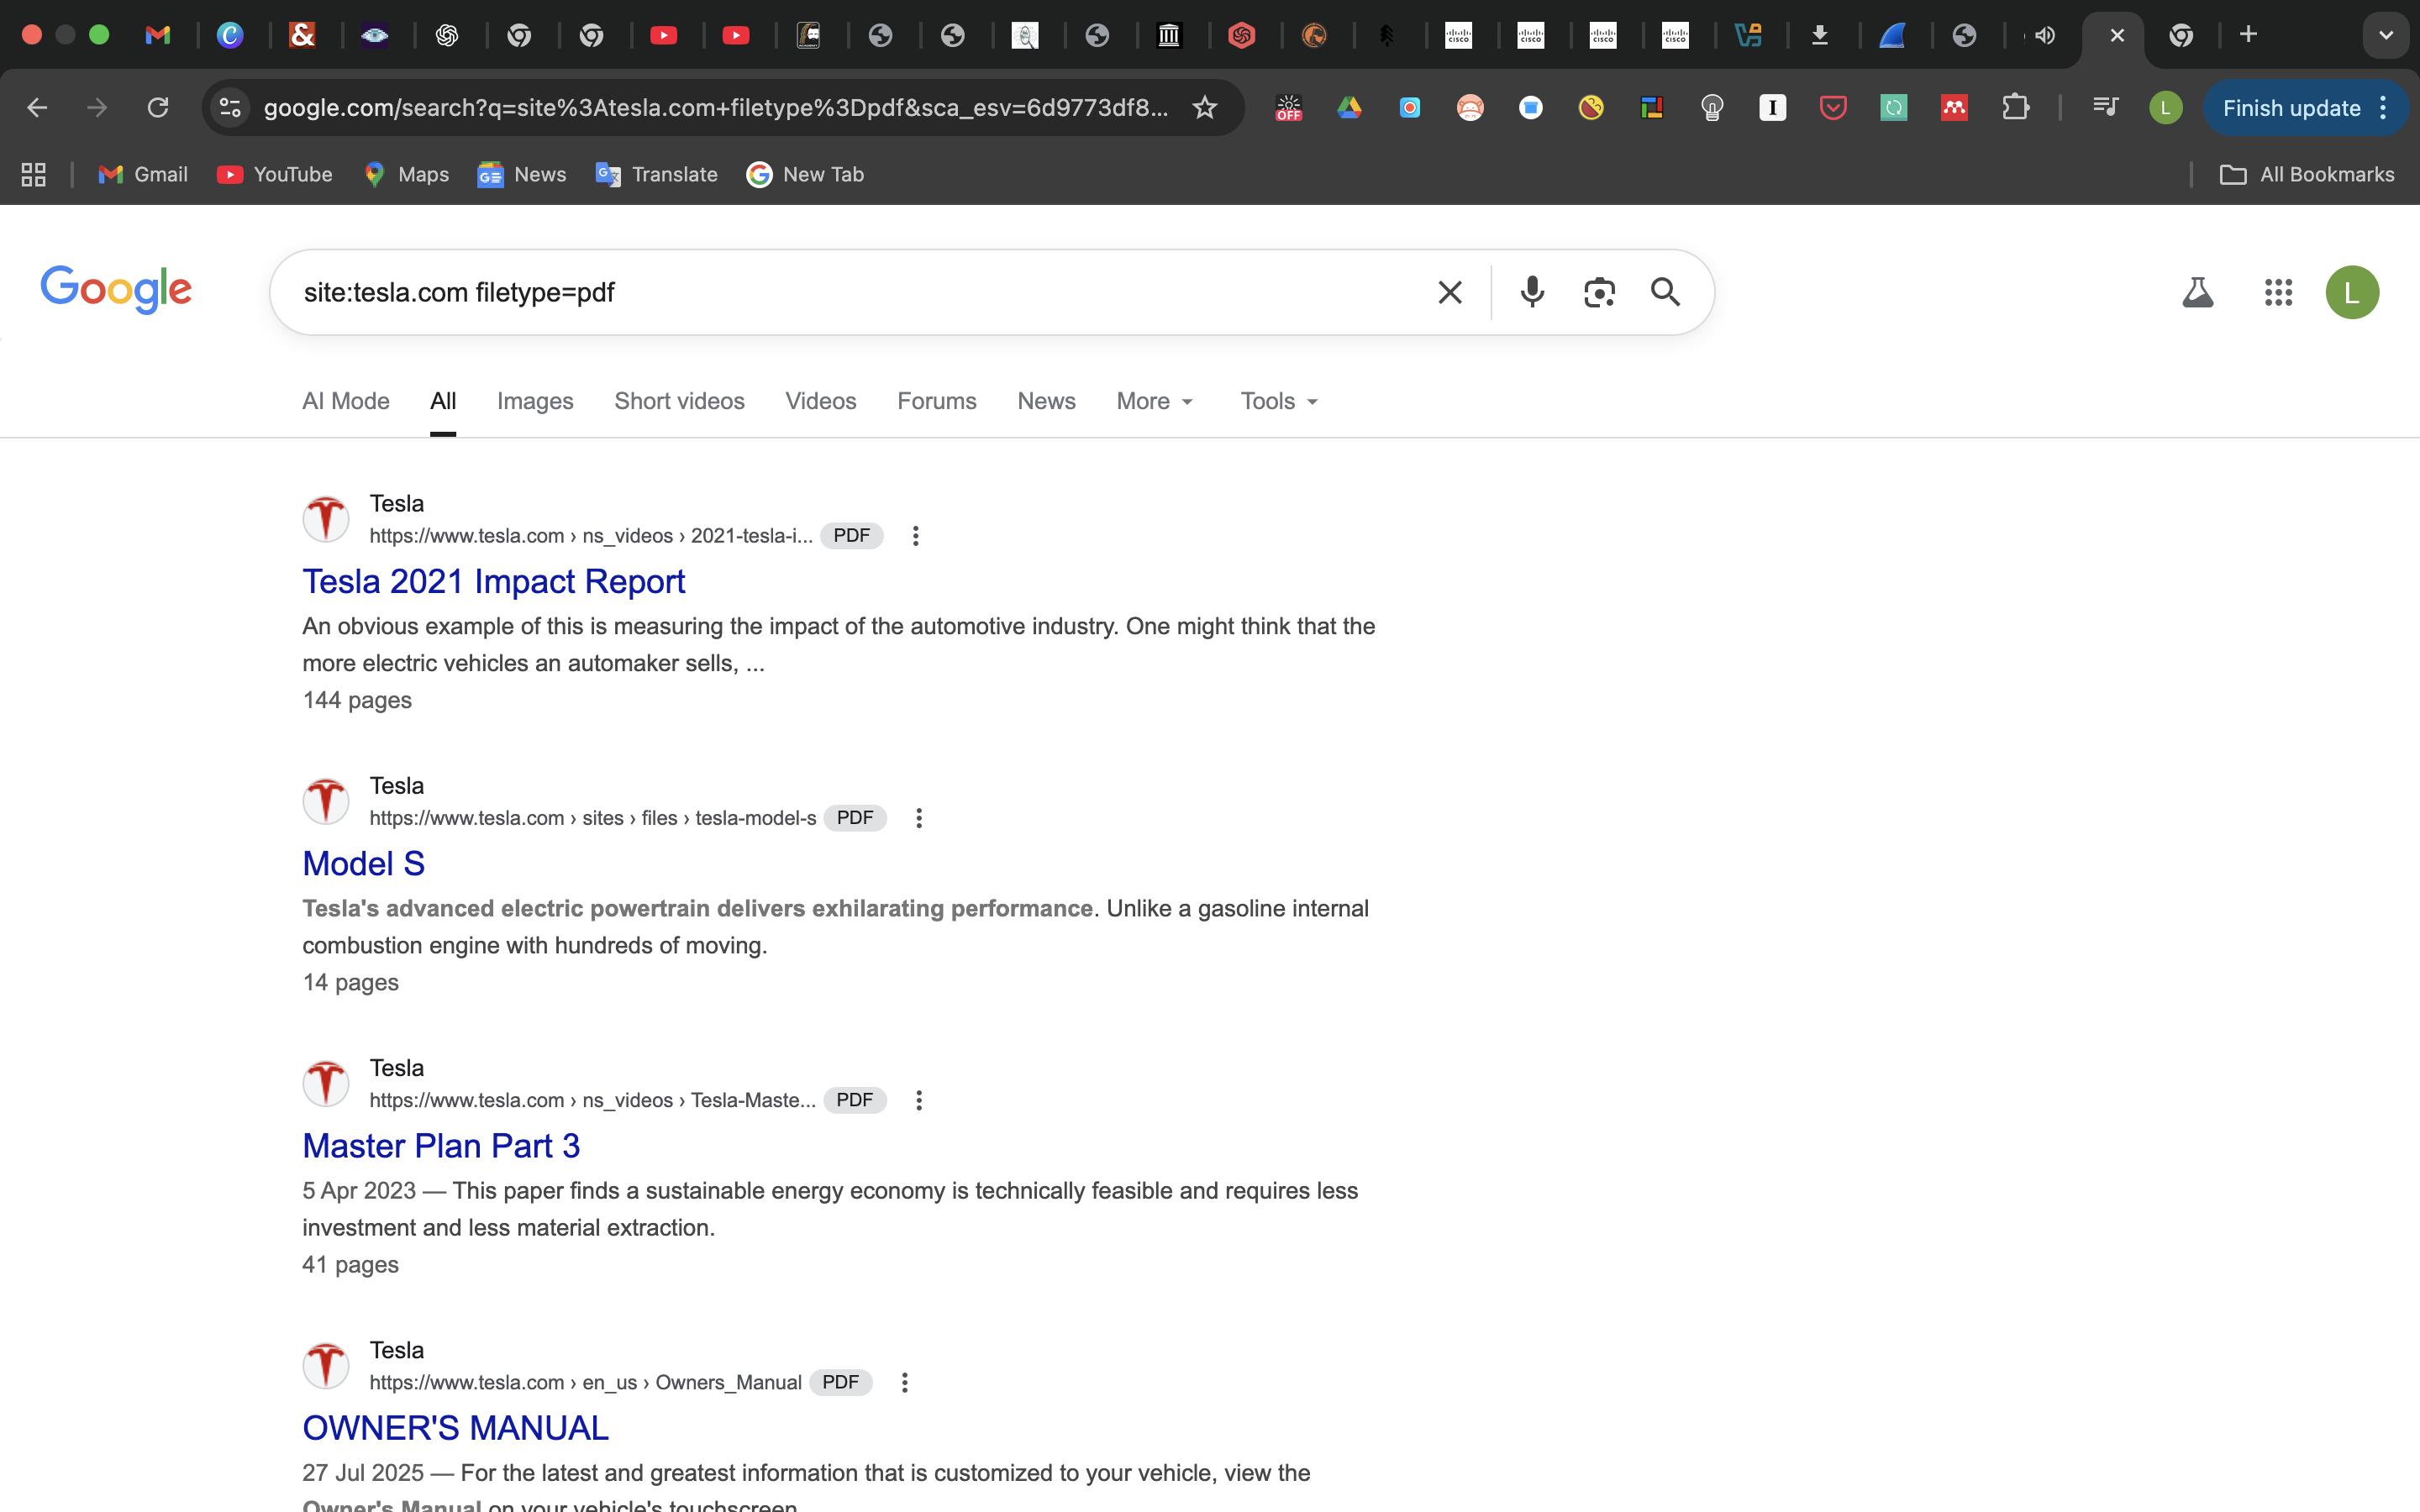 google.com/search?q=site%3Atesla.com+filetype%3Dpdf&sca_esv=6d9773df8...
OFF
L
Finish update
Gmail
YouTube
Maps
News
Translate
New Tab
All Bookmarks
Google
site:tesla.com filetype=pdf
L
AI Mode
All
Images
Short videos
Videos
Forums
News
More
Tools
Tesla
https://www.tesla.com › ns_videos › 2021-tesla-i... PDF
Tesla 2021 Impact Report
An obvious example of this is measuring the impact of the automotive industry. One might think that the
more electric vehicles an automaker sells, ...
144 pages
Tesla
https://www.tesla.com › sites › files › tesla-model-s PDF
Model S
Tesla's advanced electric powertrain delivers exhilarating performance. Unlike a gasoline internal
combustion engine with hundreds of moving.
14 pages
Tesla
https://www.tesla.com › ns_videos › Tesla-Maste... PDF
Master Plan Part 3
5 Apr 2023 — This paper finds a sustainable energy economy is technically feasible and requires less
investment and less material extraction.
41 pages
Tesla
https://www.tesla.com › en_us › Owners_Manual PDF
OWNER'S MANUAL
27 Jul 2025 — For the latest and greatest information that is customized to your vehicle, view the
Owner's Manual on your vehicle's touchscreen